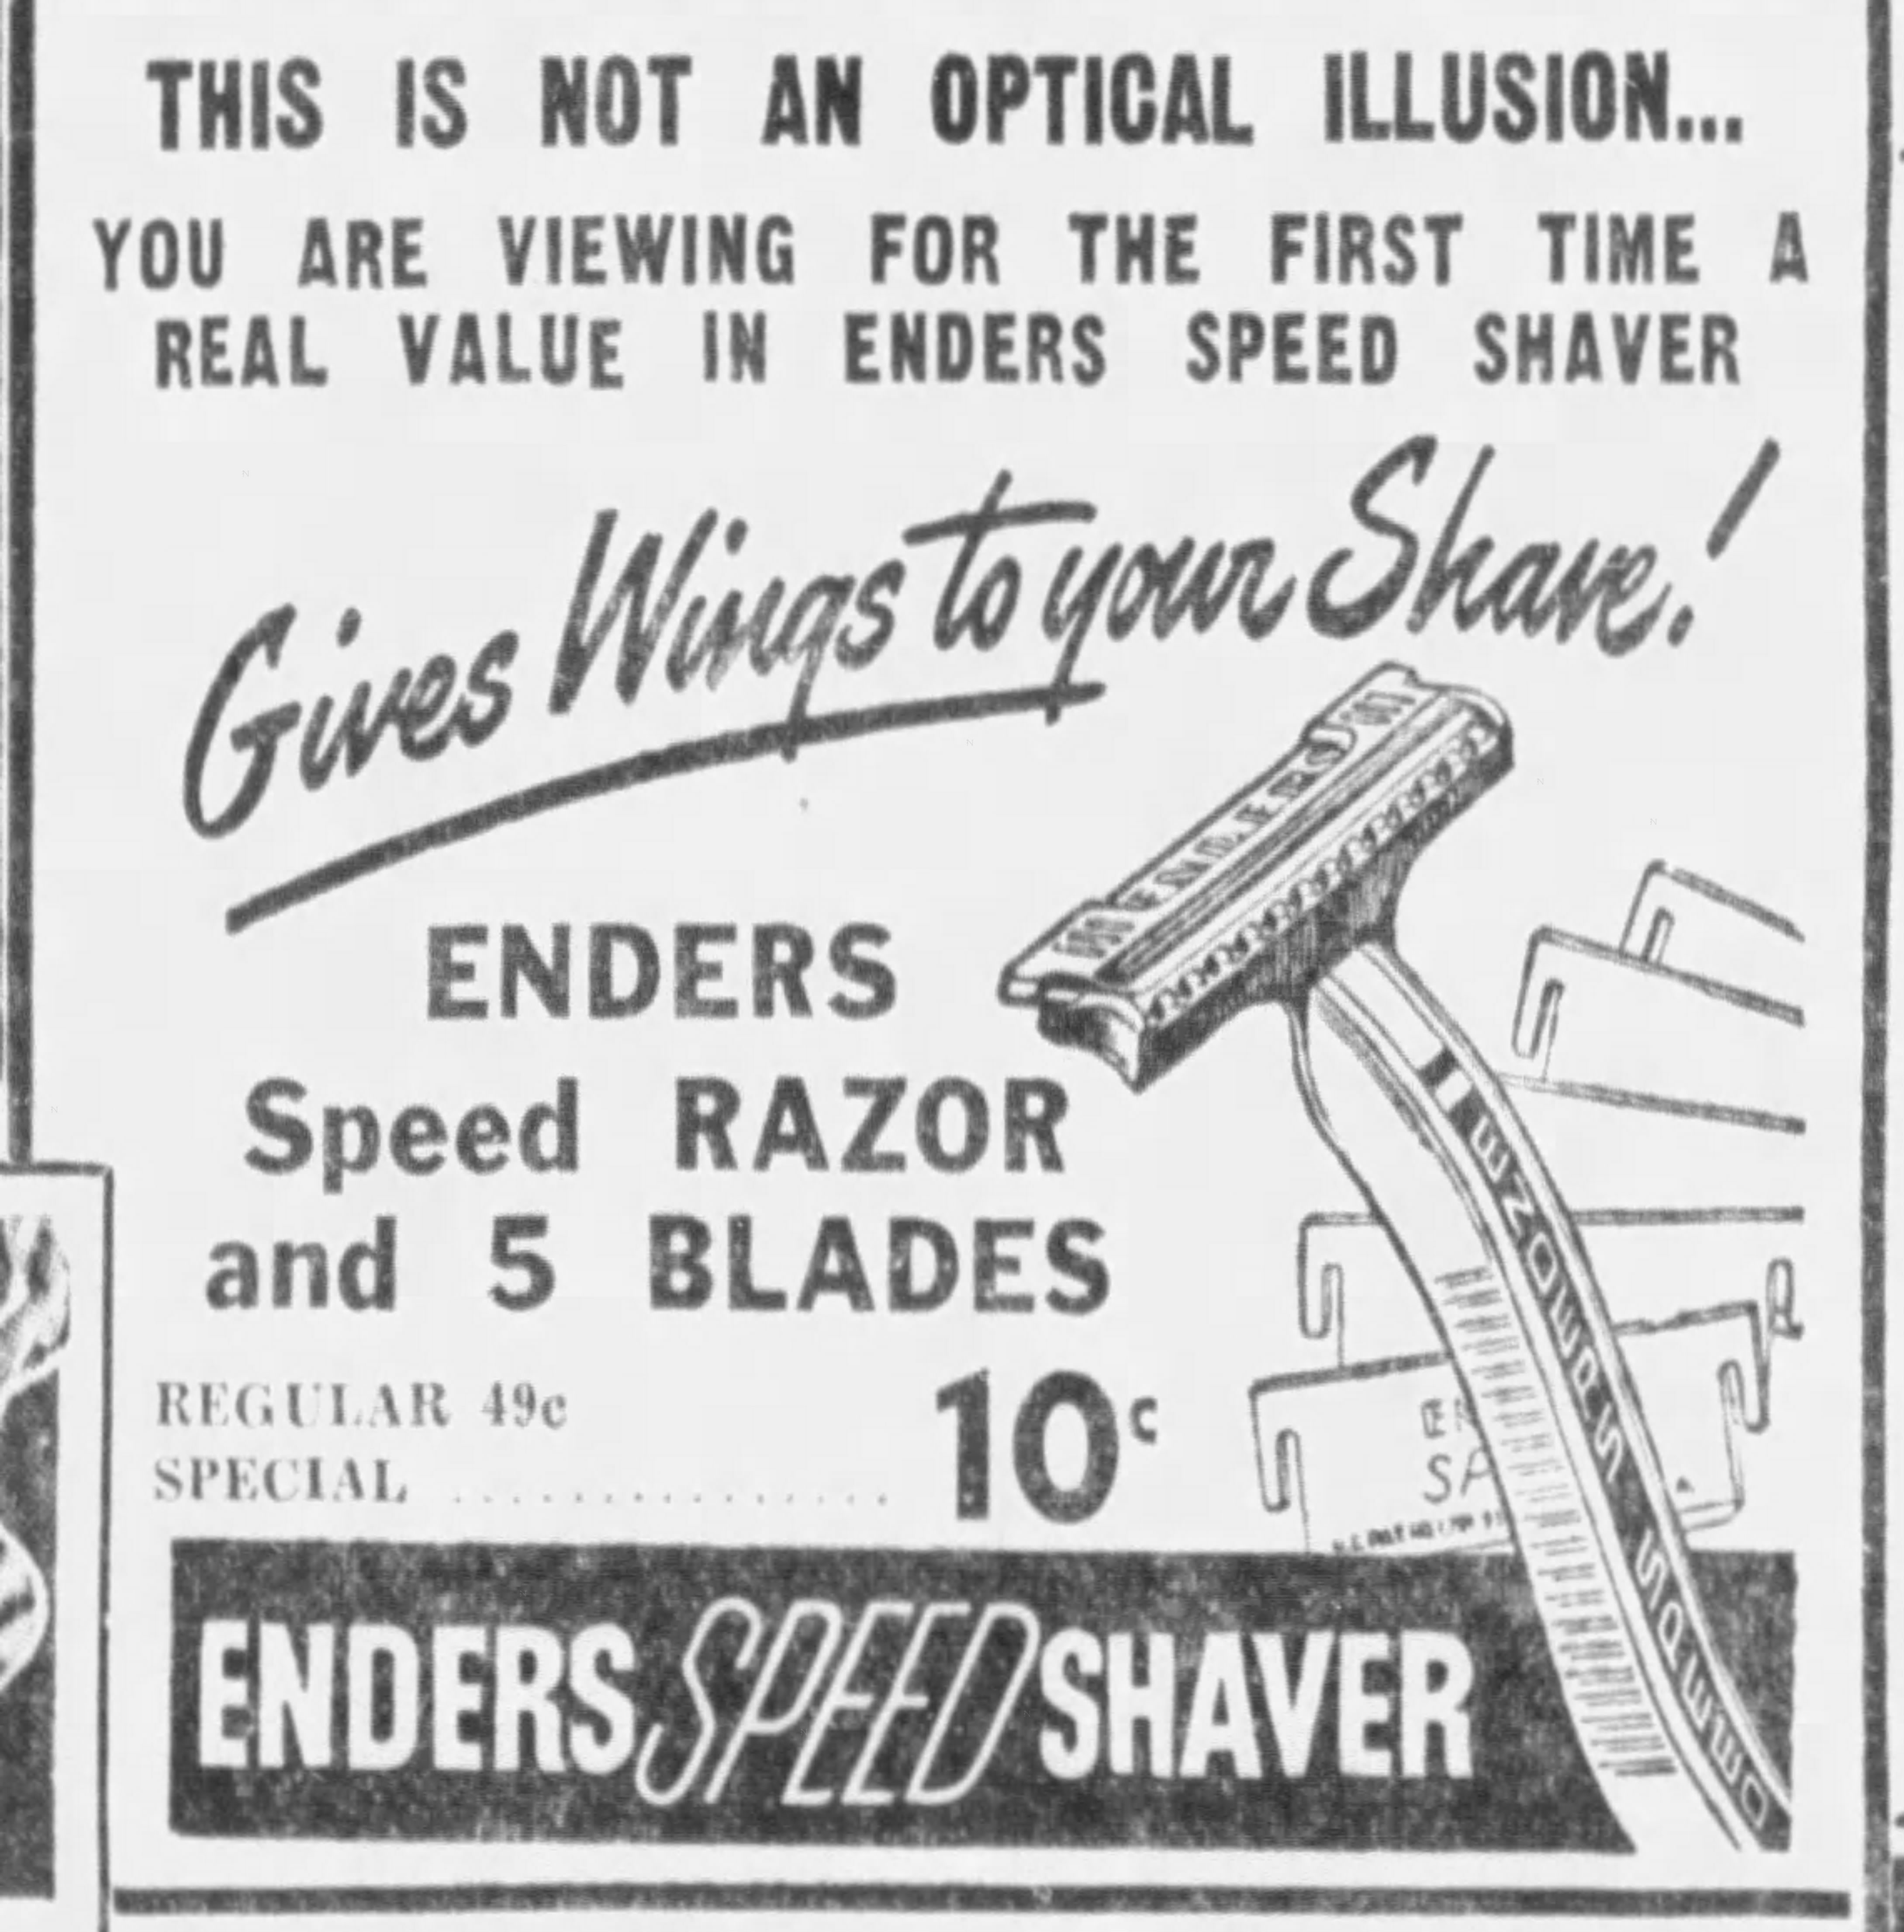 THIS IS NOT AN OPTICAL ILLUSION...
YOU ARE VIEWING FOR THE FIRST TIME A
REAL VALUE IN ENDERS SPEED SHAVER
Gives Wings to your Shave!
ENDERS
ENDERS
Speed RAZOR
and 5 BLADES
REGULAR 49c
SPECIAL ................ 10c
ENDERS SPEED SHAVER